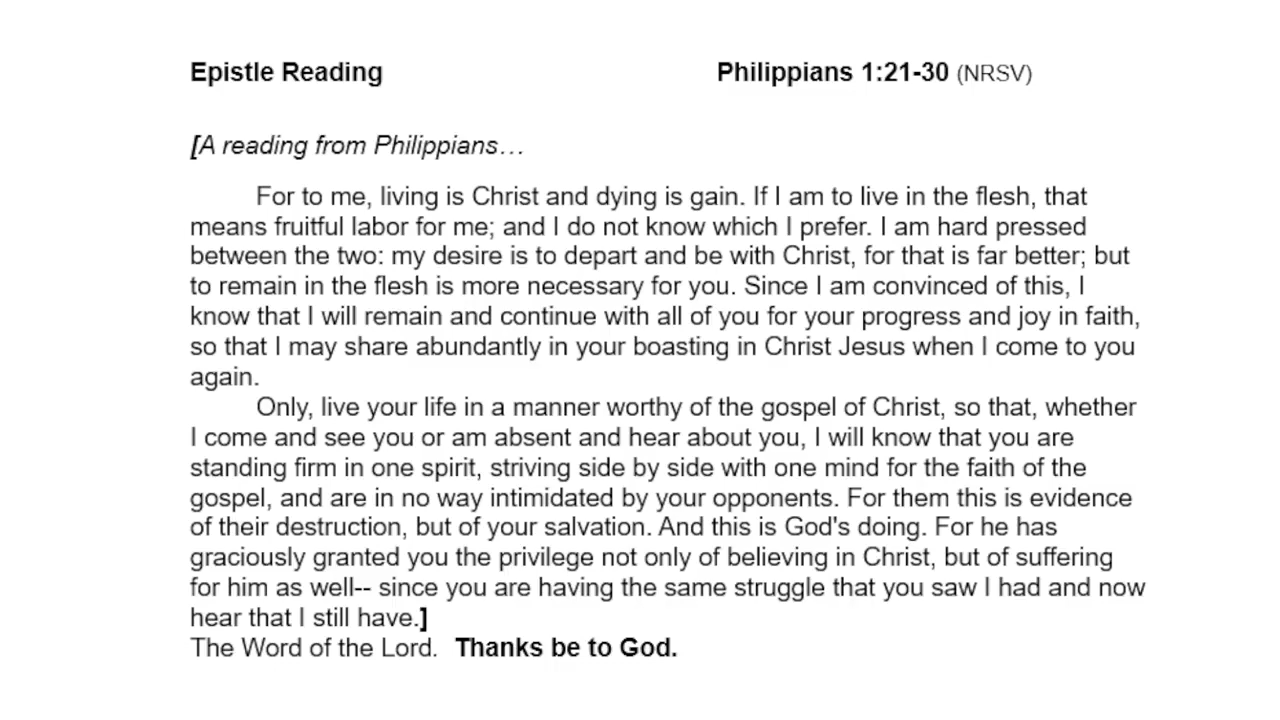 Epistle Reading Philippians 1:21-30 (NRSV)
[A reading from Philippians…
For to me, living is Christ and dying is gain. If I am to live in the flesh, that
means fruitful labor for me; and I do not know which I prefer. I am hard pressed
between the two: my desire is to depart and be with Christ, for that is far better; but
to remain in the flesh is more necessary for you. Since I am convinced of this, I
know that I will remain and continue with all of you for your progress and joy in faith,
so that I may share abundantly in your boasting in Christ Jesus when I come to you
again.
Only, live your life in a manner worthy of the gospel of Christ, so that, whether
I come and see you or am absent and hear about you, I will know that you are
standing firm in one spirit, striving side by side with one mind for the faith of the
gospel, and are in no way intimidated by your opponents. For them this is evidence
of their destruction, but of your salvation. And this is God's doing. For he has
graciously granted you the privilege not only of believing in Christ, but of suffering
for him as well-- since you are having the same struggle that you saw I had and now
hear that I still have.]
The Word of the Lord. Thanks be to God.